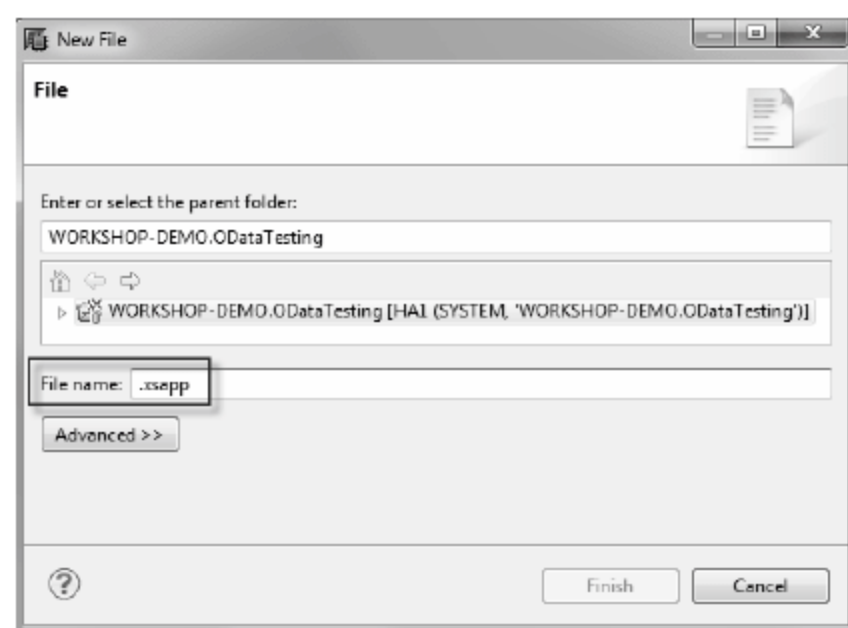 New File
File
Enter or select the parent folder:
WORKSHOP-DEMO.ODataTesting
WORKSHOP-DEMO.ODataTesting [HA1 (SYSTEM, 'WORKSHOP-DEMO.ODataTesting')]
File name: .xsapp
Advanced >>
Finish Cancel